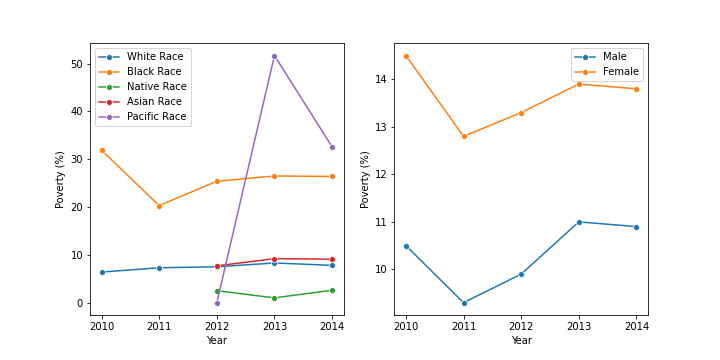 White Race
Black Race
Native Race
Asian Race
Pacific Race
50
40
30
20
10
0
Poverty (%)
2010 2011 2012 2013 2014
Year
Male
Female
14
13
12
11
10
Poverty (%)
2010 2011 2012 2013 2014
Year